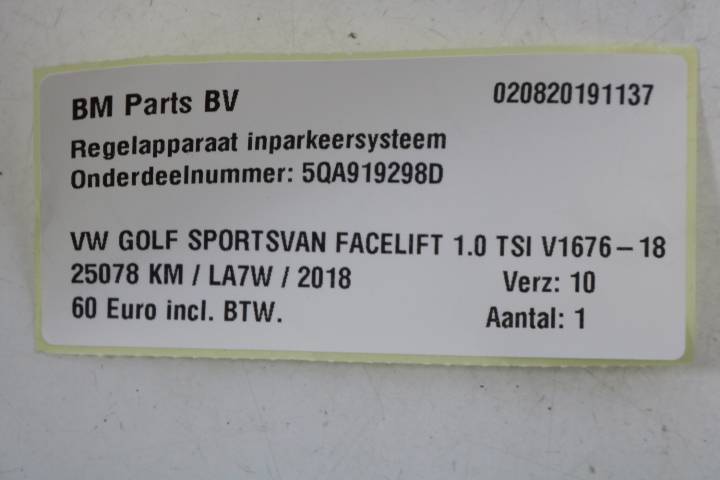 BM Parts BV 020820191137
Regelapparaat inparkeersysteem
Onderdeelnummer: 5QA919298D
VW GOLF SPORTSVAN FACELIFT 1.0 TSI V1676-18
25078 KM / LA7W / 2018 Verz: 10
60 Euro incl. BTW. Aantal: 1